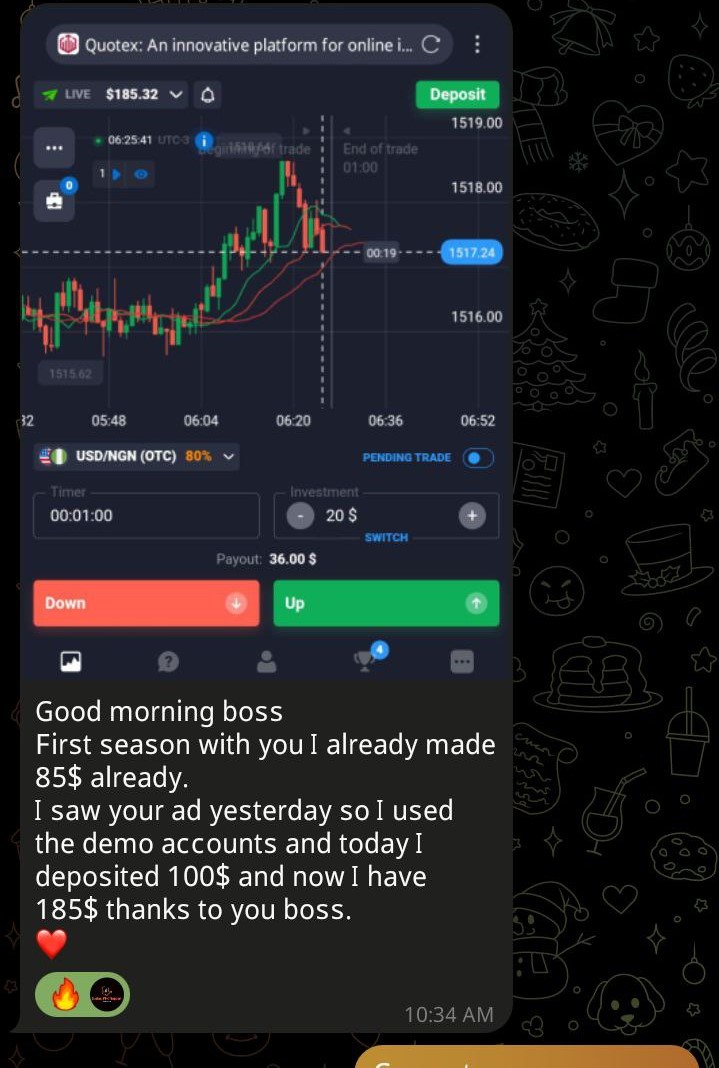 Quotex: An innovative platform for online i...
LIVE $185.32
Deposit
1519.00
06:25:41 UTC-3
Beginning of trade
End of trade
01:00
1
0
1518.00
00:19
1517.24
1516.00
1515.62
05:48 06:04 06:20 06:36 06:52
USD/NGN (OTC) 80%
PENDING TRADE
Timer
00:01:00
Investment
20 $
SWITCH
Payout: 36.00 $
Down
Up
4
Good morning boss
First season with you I already made
85$ already.
I saw your ad yesterday so I used
the demo accounts and today I
deposited 100$ and now I have
185$ thanks to you boss.
10:34 AM